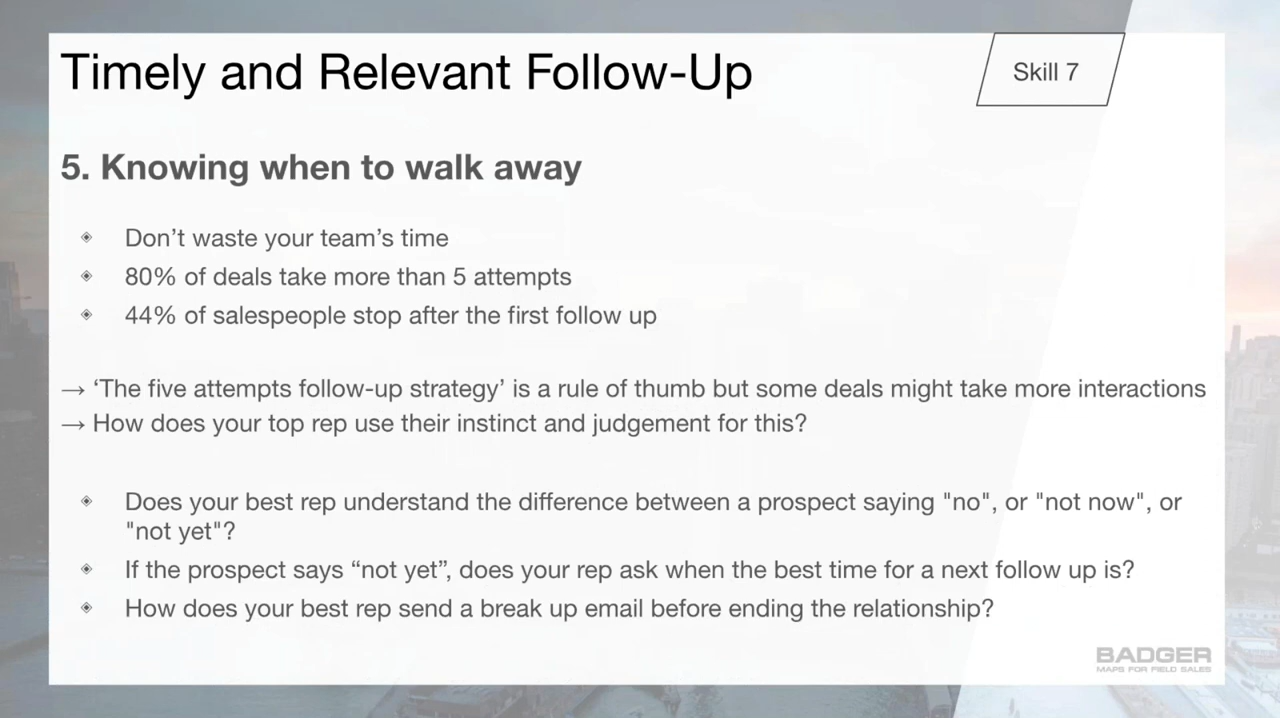 Timely and Relevant Follow-Up
Skill 7
5. Knowing when to walk away
Don’t waste your team’s time
80% of deals take more than 5 attempts
44% of salespeople stop after the first follow up
→ ‘The five attempts follow-up strategy’ is a rule of thumb but some deals might take more interactions
→ How does your top rep use their instinct and judgement for this?
Does your best rep understand the difference between a prospect saying "no", or "not now", or
"not yet"?
If the prospect says “not yet”, does your rep ask when the best time for a next follow up is?
How does your best rep send a break up email before ending the relationship?
BADGER
MAPS FOR FIELD SALES